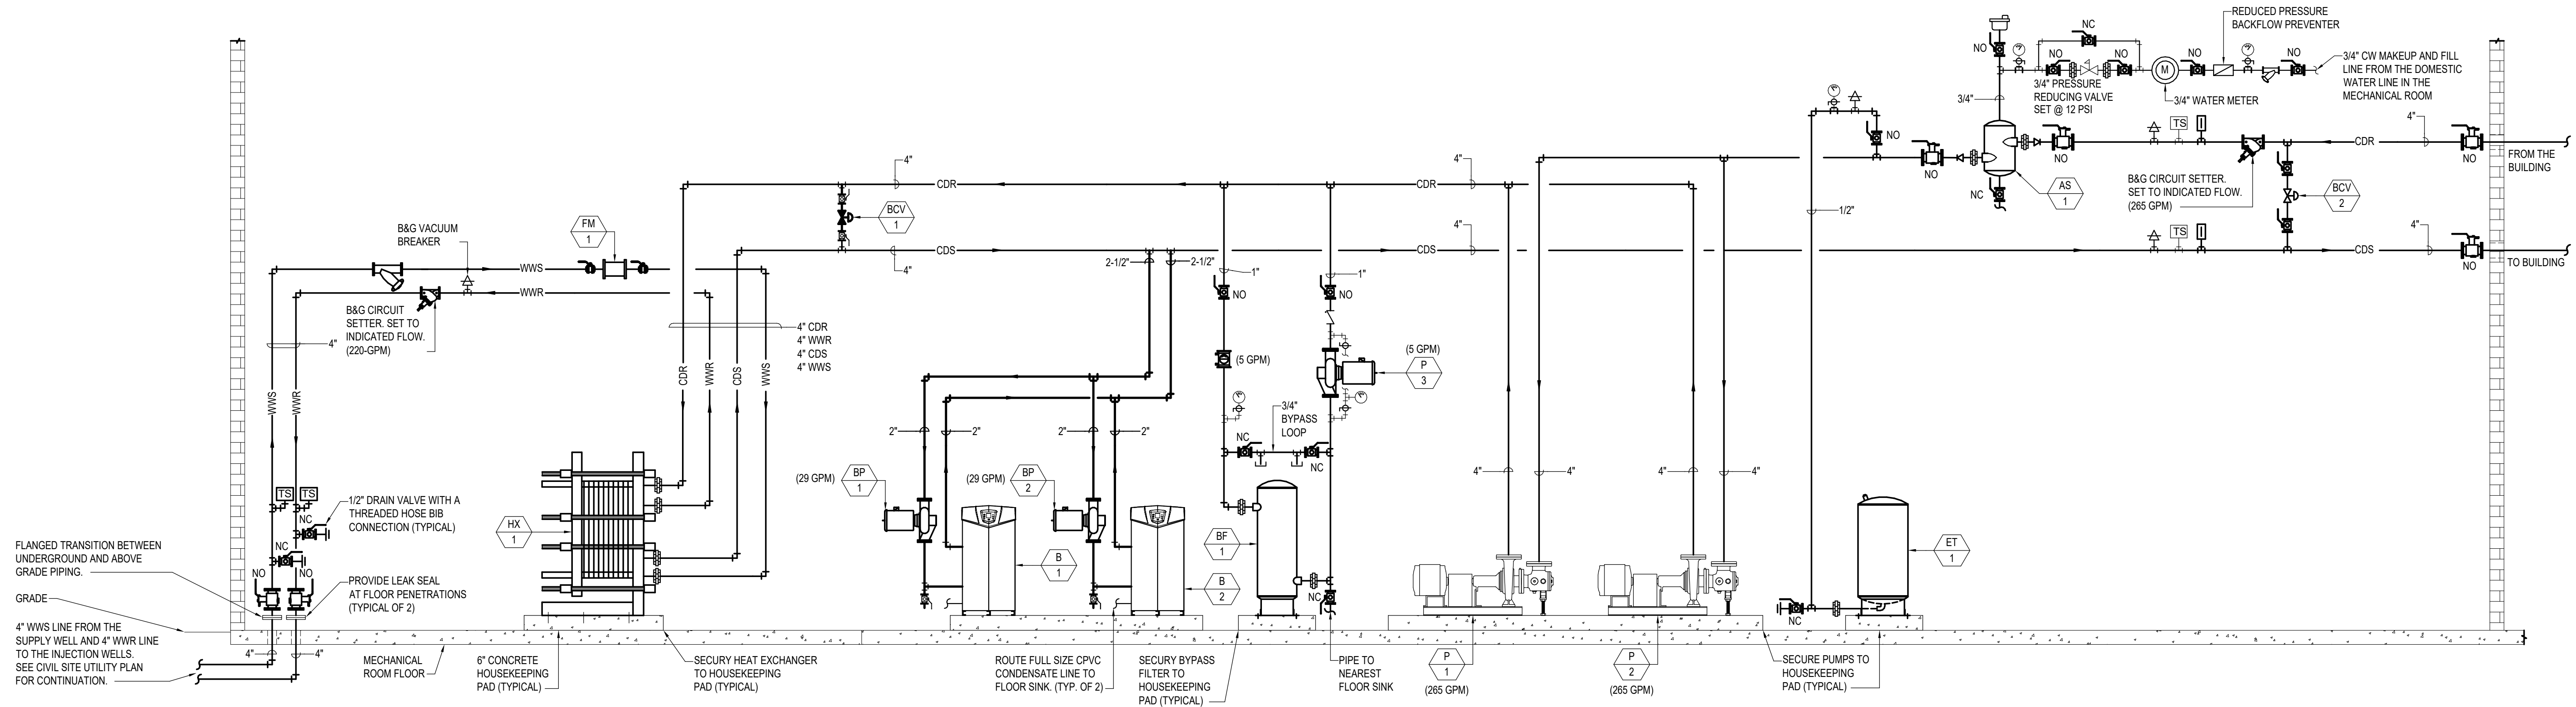 REDUCED PRESSURE
BACKFLOW PREVENTER
NC
NO
NO
NO
NO
NO
M
3/4" CW MAKEUP AND FILL
LINE FROM THE DOMESTIC
WATER LINE IN THE
MECHANICAL ROOM
3/4" PRESSURE
REDUCING VALVE
SET @ 12 PSI
3/4" WATER METER
3/4"
NO
NO
NO
NC
AS
1
TS
I
4"
CDR
NO
FROM THE
BUILDING
B&G CIRCUIT SETTER.
SET TO INDICATED FLOW.
(265 GPM)
BCV
2
TS
I
CDS
4"
NO
TO BUILDING
1/2"
4"
CDR
CDR
4"
BCV
1
4"
CDS
4"
CDS
4"
B&G VACUUM
BREAKER
FM
1
WWS
WWR
B&G CIRCUIT
SETTER. SET TO
INDICATED FLOW.
(220-GPM)
4"
4" CDR
4" WWR
4" CDS
4" WWS
CDR
WWR
CDS
WWS
WWS
WWR
2-1/2"
2-1/2"
1"
NO
1"
NO
(5 GPM)
(5 GPM)
P
3
3/4"
BYPASS
LOOP
NC
NC
2"
2"
2"
2"
4"
4"
4"
4"
(29 GPM)
BP
1
(29 GPM)
BP
2
TS
TS
NC
1/2" DRAIN VALVE WITH A
THREADED HOSE BIB
CONNECTION (TYPICAL)
HX
1
BF
1
B
1
B
2
ET
1
FLANGED TRANSITION BETWEEN
UNDERGROUND AND ABOVE
GRADE PIPING.
NC
NO
NO
PROVIDE LEAK SEAL
AT FLOOR PENETRATIONS
(TYPICAL OF 2)
NC
NC
GRADE
4" WWS LINE FROM THE
SUPPLY WELL AND 4" WWR LINE
TO THE INJECTION WELLS.
SEE CIVIL SITE UTILITY PLAN
FOR CONTINUATION.
4"
4"
MECHANICAL
ROOM FLOOR
6" CONCRETE
HOUSEKEEPING
PAD (TYPICAL)
SECURY HEAT EXCHANGER
TO HOUSEKEEPING
PAD (TYPICAL)
ROUTE FULL SIZE CPVC
CONDENSATE LINE TO
FLOOR SINK. (TYP. OF 2)
SECURY BYPASS
FILTER TO
HOUSEKEEPING
PAD (TYPICAL)
PIPE TO
NEAREST
FLOOR SINK
P
1
(265 GPM)
P
2
(265 GPM)
SECURE PUMPS TO
HOUSEKEEPING
PAD (TYPICAL)